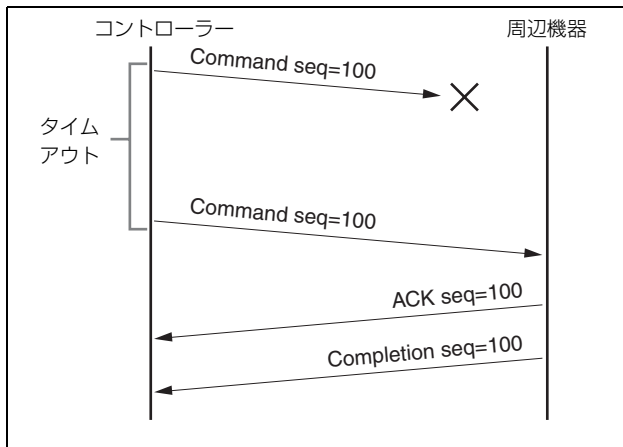 コントローラー
周辺機器
Command seq=100
タイム
アウト
Command seq=100
ACK seq=100
Completion seq=100